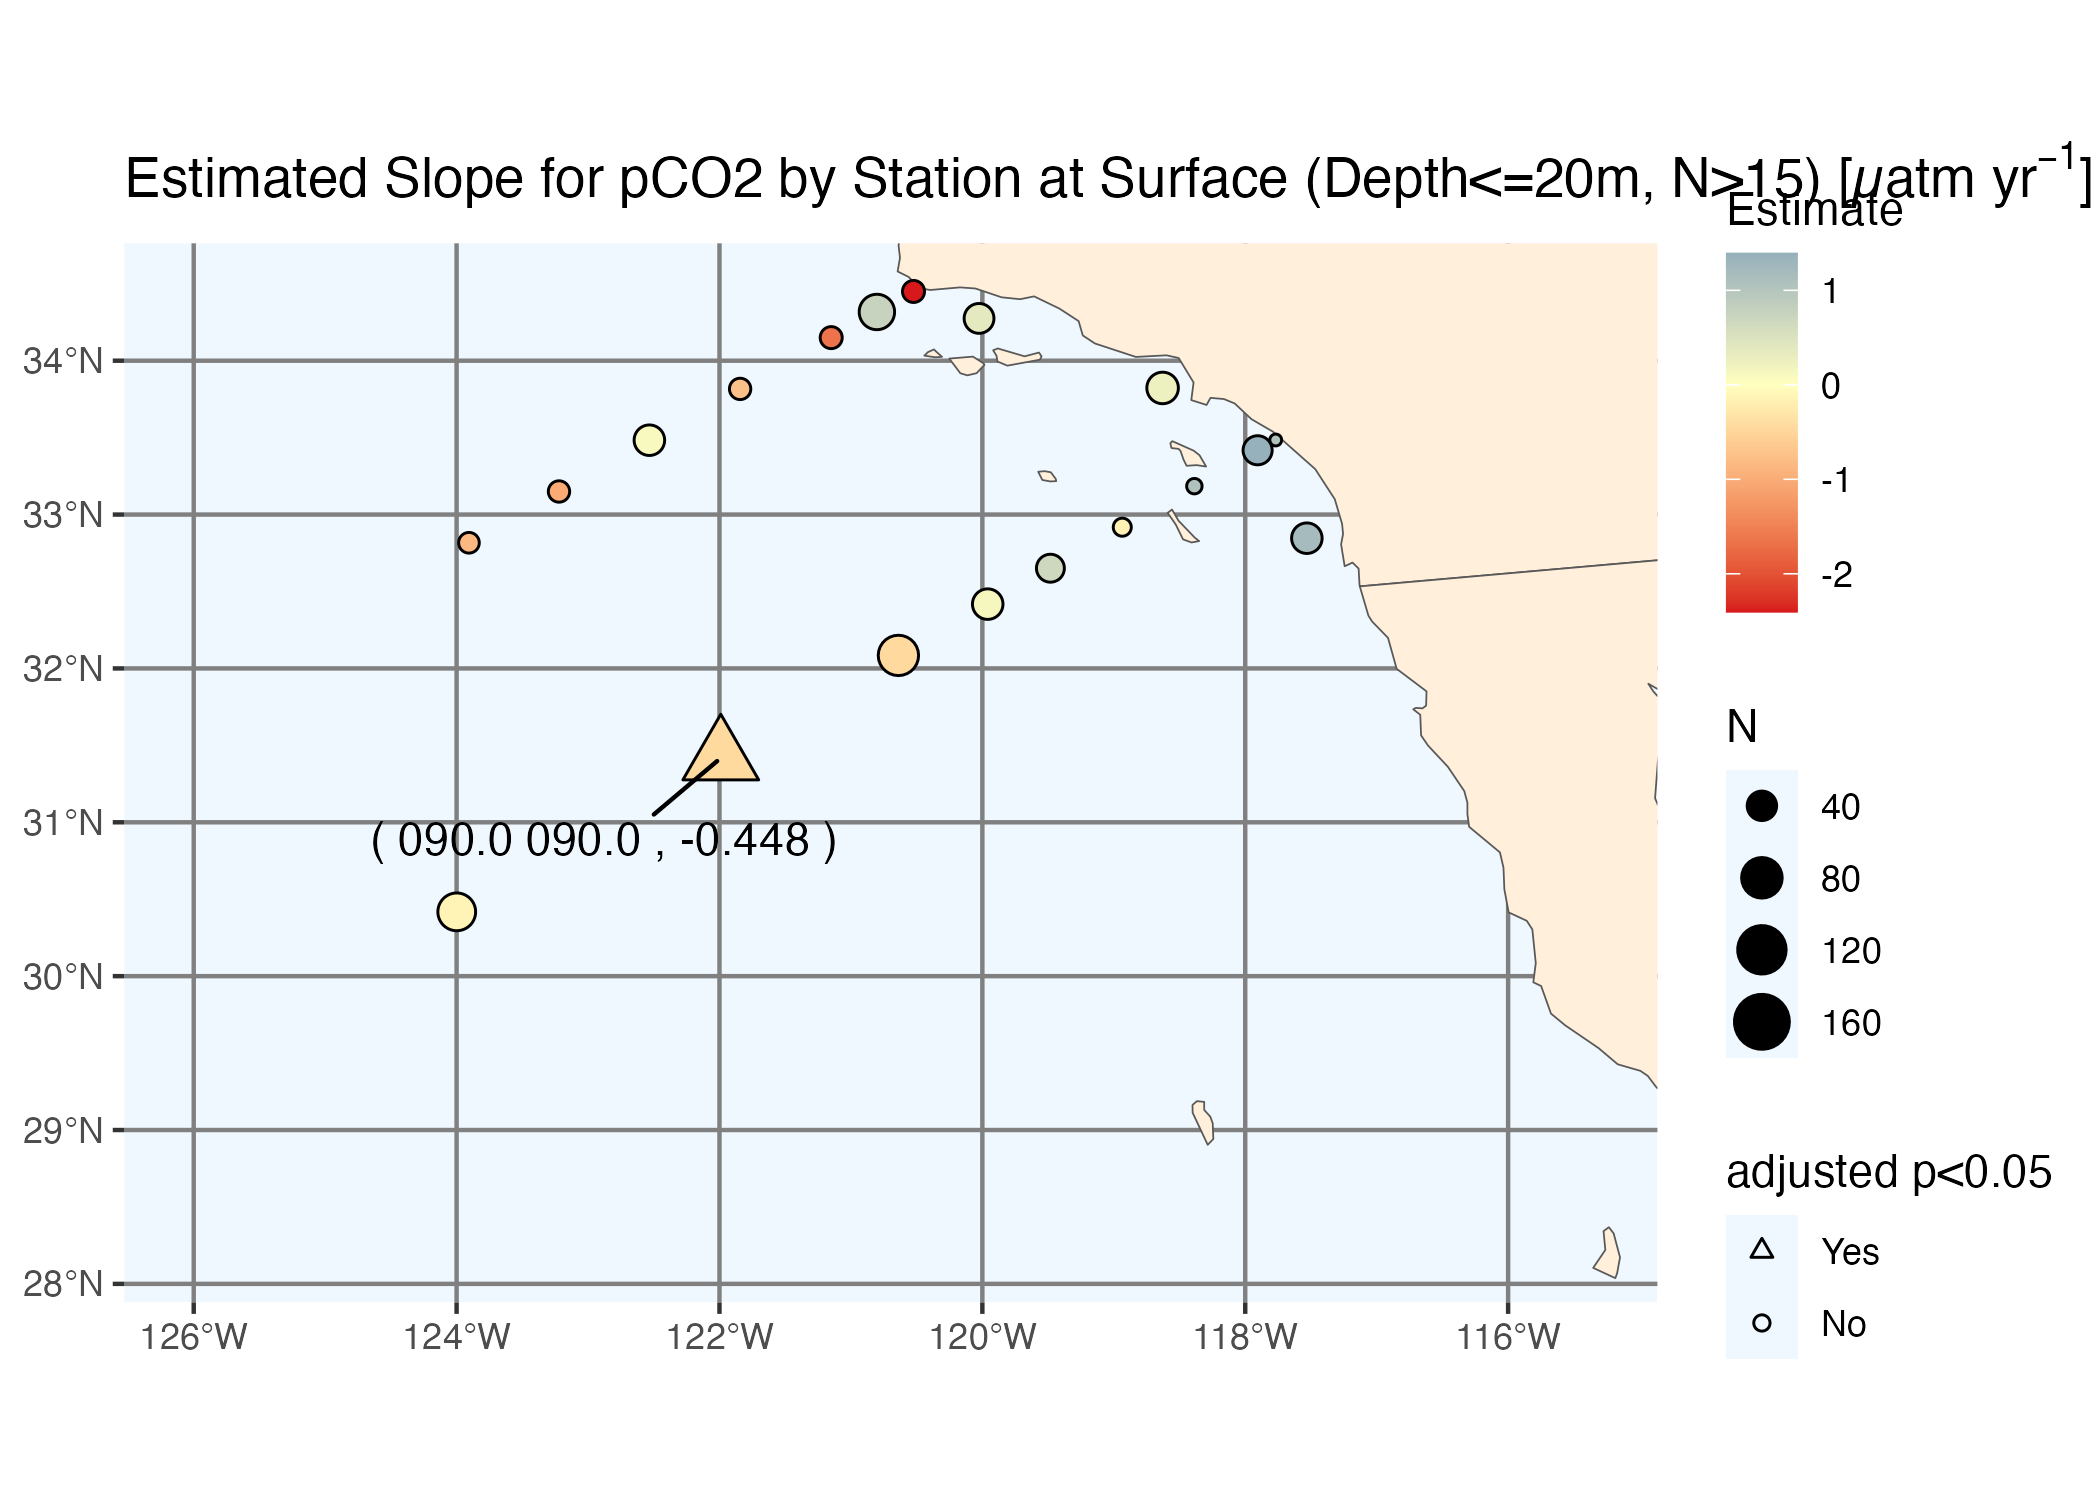 Estimated Slope for pCO2 by Station at Surface (Depth<=20m, N>15) [μatm yr⁻¹]
Estimate
1
0
-1
-2
34°N
33°N
32°N
31°N
30°N
29°N
28°N
( 090.0 090.0 , -0.448 )
126°W
124°W
122°W
120°W
118°W
116°W
N
40
80
120
160
adjusted p<0.05
Yes
No